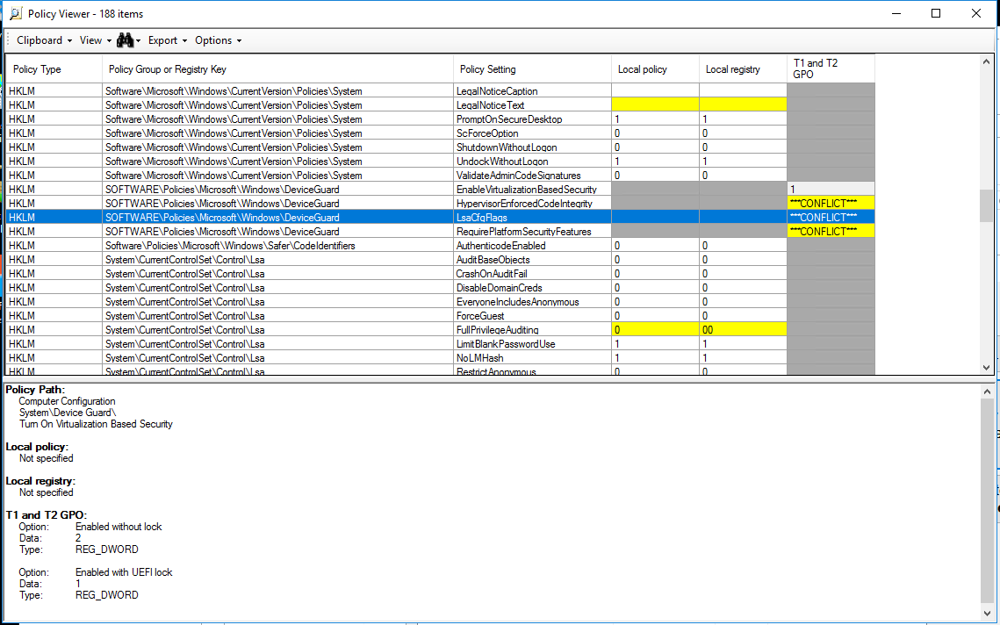 Policy Viewer - 188 items
Clipboard View Export Options
Policy Type Policy Group or Registry Key Policy Setting Local policy Local registry T1 and T2
GPO
HKLM Software\Microsoft\Windows\CurrentVersion\Policies\System LegalNoticeCaption
HKLM Software\Microsoft\Windows\CurrentVersion\Policies\System LegalNoticeText
HKLM Software\Microsoft\Windows\CurrentVersion\Policies\System PromptOnSecureDesktop 1 1
HKLM Software\Microsoft\Windows\CurrentVersion\Policies\System ScForceOption 0 0
HKLM Software\Microsoft\Windows\CurrentVersion\Policies\System ShutdownWithoutLogon 0 0
HKLM Software\Microsoft\Windows\CurrentVersion\Policies\System UndockWithoutLogon 1 1
HKLM Software\Microsoft\Windows\CurrentVersion\Policies\System ValidateAdminCodeSignatures 0 0
HKLM SOFTWARE\Policies\Microsoft\Windows\DeviceGuard EnableVirtualizationBasedSecurity 1
HKLM SOFTWARE\Policies\Microsoft\Windows\DeviceGuard HypervisorEnforcedCodeIntegrity ***CONFLICT***
HKLM SOFTWARE\Policies\Microsoft\Windows\DeviceGuard LsaCfgFlags ***CONFLICT***
HKLM SOFTWARE\Policies\Microsoft\Windows\DeviceGuard RequirePlatformSecurityFeatures ***CONFLICT***
HKLM Software\Policies\Microsoft\Windows\Safer\CodeIdentifiers AuthenticodeEnabled 0 0
HKLM System\CurrentControlSet\Control\Lsa AuditBaseObjects 0 0
HKLM System\CurrentControlSet\Control\Lsa CrashOnAuditFail 0 0
HKLM System\CurrentControlSet\Control\Lsa DisableDomainCreds 0 0
HKLM System\CurrentControlSet\Control\Lsa EveryoneIncludesAnonymous 0 0
HKLM System\CurrentControlSet\Control\Lsa ForceGuest 0 0
HKLM System\CurrentControlSet\Control\Lsa FullPrivilegeAuditing 0 00
HKLM System\CurrentControlSet\Control\Lsa LimitBlankPasswordUse 1 1
HKLM System\CurrentControlSet\Control\Lsa NoLMHash 1 1
HKLM System\CurrentControlSet\Control\Lsa RestrictAnonymous 0 0
Policy Path:
Computer Configuration
System\Device Guard\
Turn On Virtualization Based Security
Local policy:
Not specified
Local registry:
Not specified
T1 and T2 GPO:
Option: Enabled without lock
Data: 2
Type: REG_DWORD
Option: Enabled with UEFI lock
Data: 1
Type: REG_DWORD